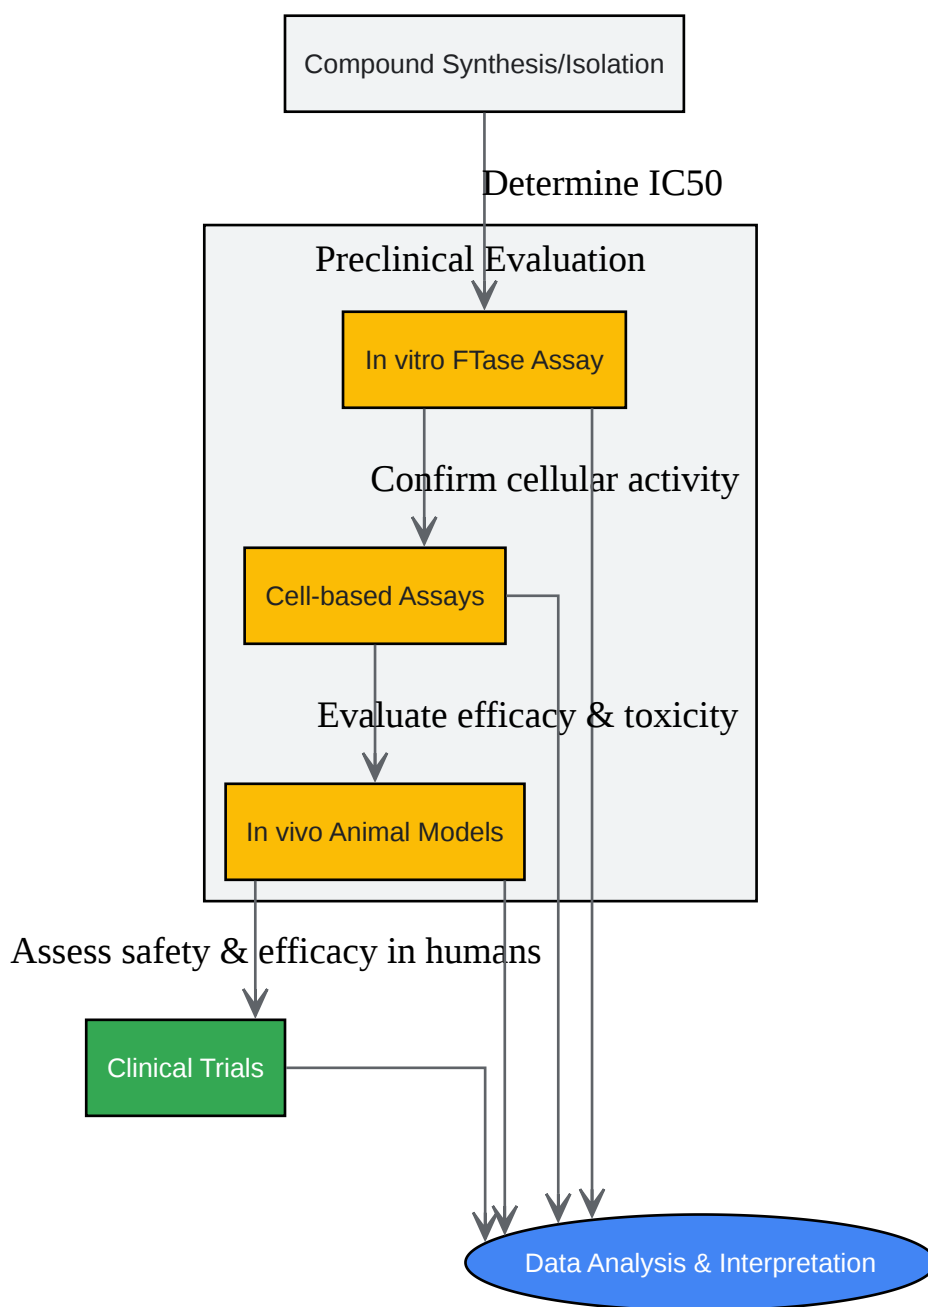 Compound Synthesis/Isolation
Determine IC50
Preclinical Evaluation
In vitro FTase Assay
Confirm cellular activity
Cell-based Assays
Evaluate efficacy & toxicity
In vivo Animal Models
Assess safety & efficacy in humans
Clinical Trials
Data Analysis & Interpretation